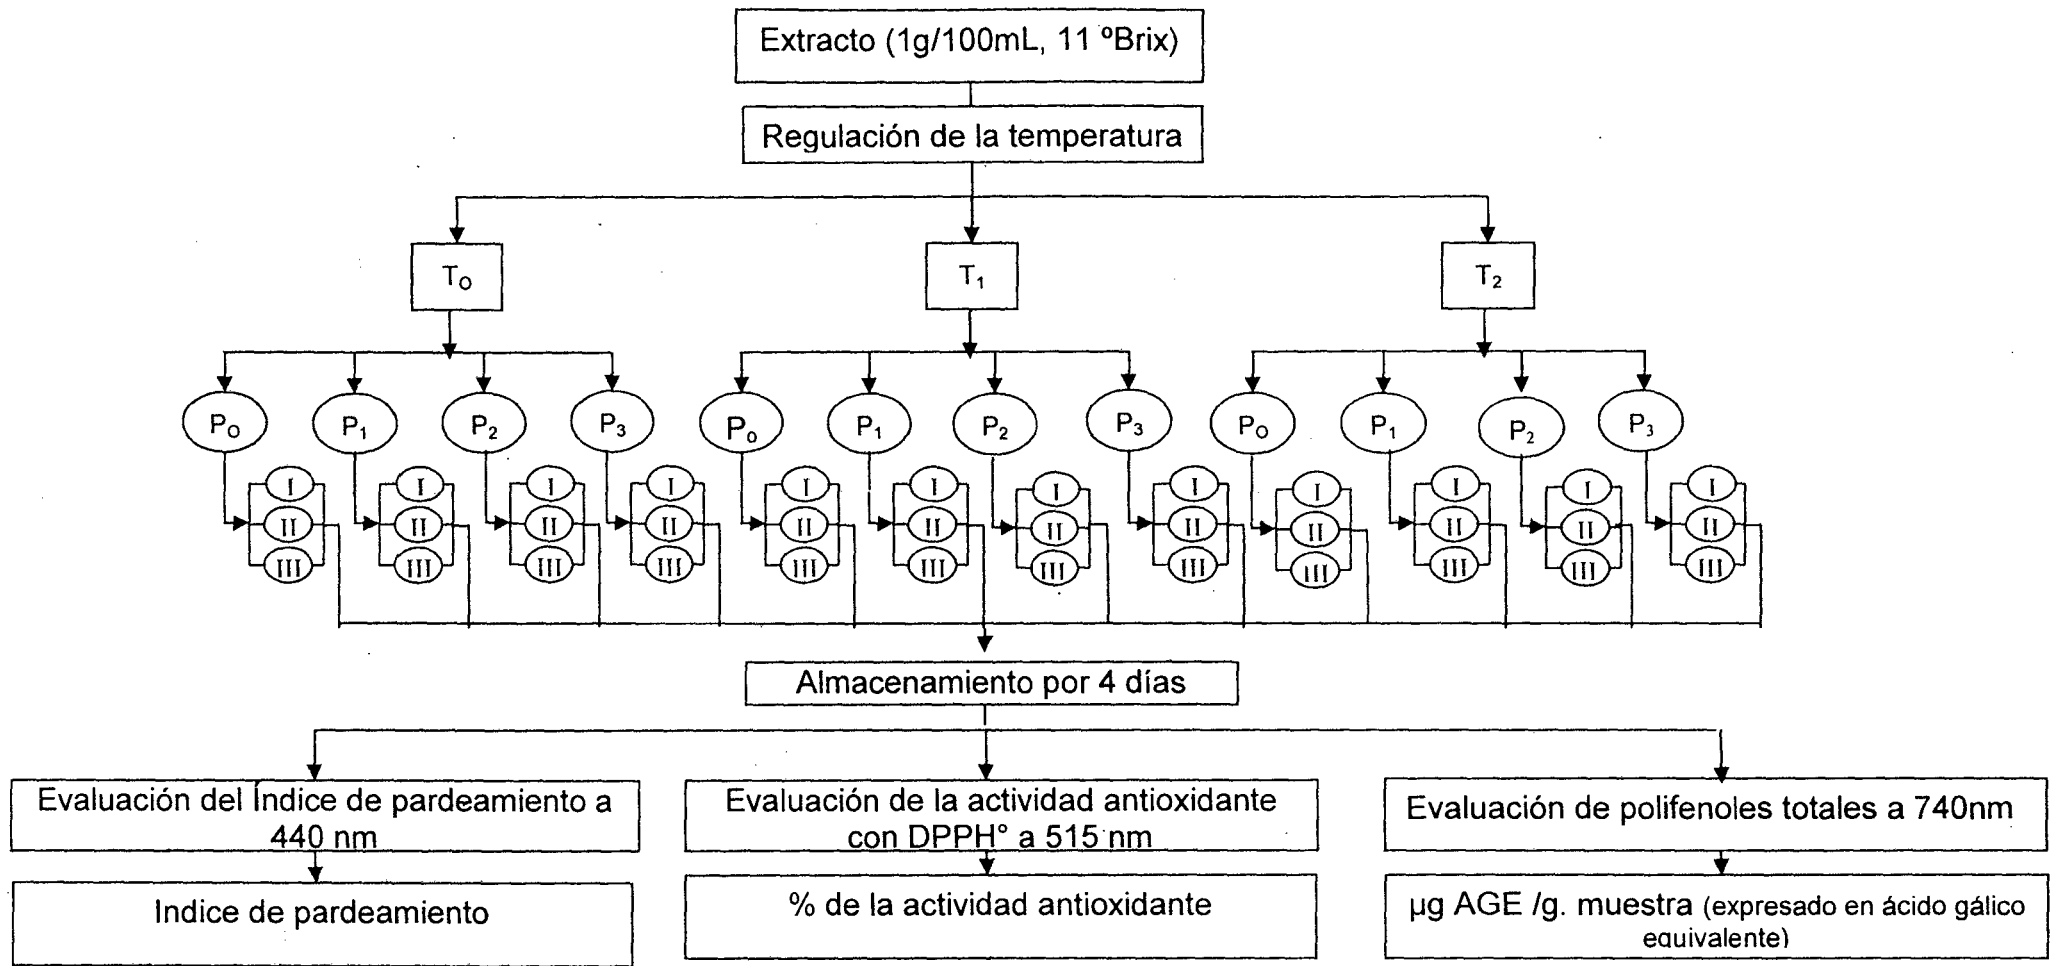 Extracto (1g/100mL, 11 ºBrix)
Regulación de la temperatura
T₀ T₁ T₂
P₀ P₁ P₂ P₃ P₀ P₁ P₂ P₃ P₀ P₁ P₂ P₃
I I I I I I I I I I I I
II II II II II II II II II II II II
III III III III III III III III III III III III
Almacenamiento por 4 días
Evaluación del Índice de pardeamiento a
440 nm
Evaluación de la actividad antioxidante
con DPPH° a 515 nm
Evaluación de polifenoles totales a 740nm
Indice de pardeamiento
% de la actividad antioxidante
µg AGE /g. muestra (expresado en ácido gálico
equivalente)